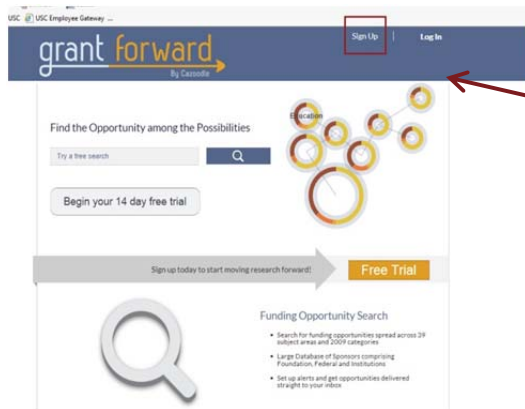 USC USC Employee Gateway ...
Sign Up | Log In
grant forward
By Cazoodle
Education
Find the Opportunity among the Possibilities
Try a free search
Begin your 14 day free trial
Sign up today to start moving research forward!
Free Trial
Funding Opportunity Search
• Search for funding opportunities spread across 39
subject areas and 2009 categories
• Large Database of Sponsors comprising
Foundation, Federal and Institutions
• Set up alerts and get opportunities delivered
straight to your inbox